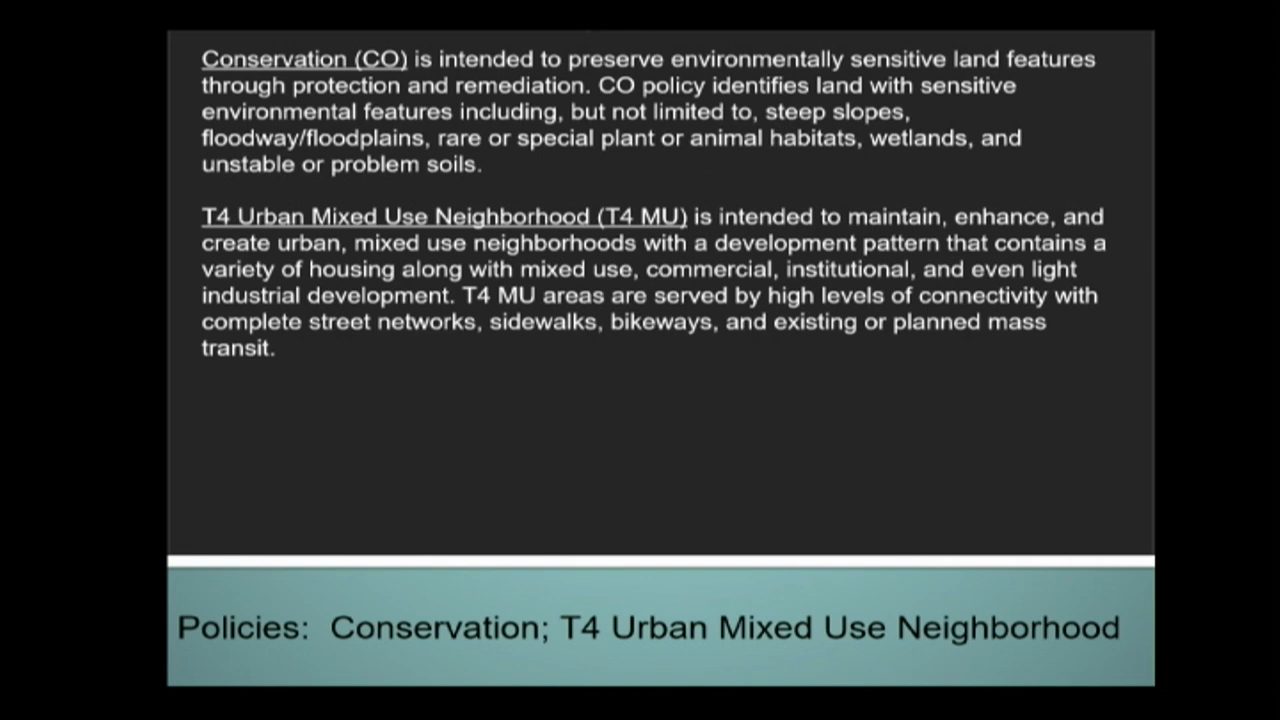 Conservation (CO) is intended to preserve environmentally sensitive land features
through protection and remediation. CO policy identifies land with sensitive
environmental features including, but not limited to, steep slopes,
floodway/floodplains, rare or special plant or animal habitats, wetlands, and
unstable or problem soils.
T4 Urban Mixed Use Neighborhood (T4 MU) is intended to maintain, enhance, and
create urban, mixed use neighborhoods with a development pattern that contains a
variety of housing along with mixed use, commercial, institutional, and even light
industrial development. T4 MU areas are served by high levels of connectivity with
complete street networks, sidewalks, bikeways, and existing or planned mass
transit.
Policies: Conservation; T4 Urban Mixed Use Neighborhood